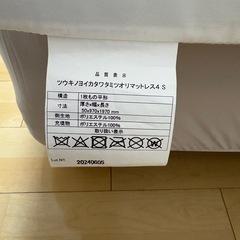 品質表示
ツウキノヨイカタワタミツオリマットレス4 S
構造 1枚もの平形
寸法 厚さx幅x長さ
50x970x1970 mm
側生地 ポリエステル100%
詰め物 ポリエステル100%
取り扱い表示
Lot.NO. 20240605